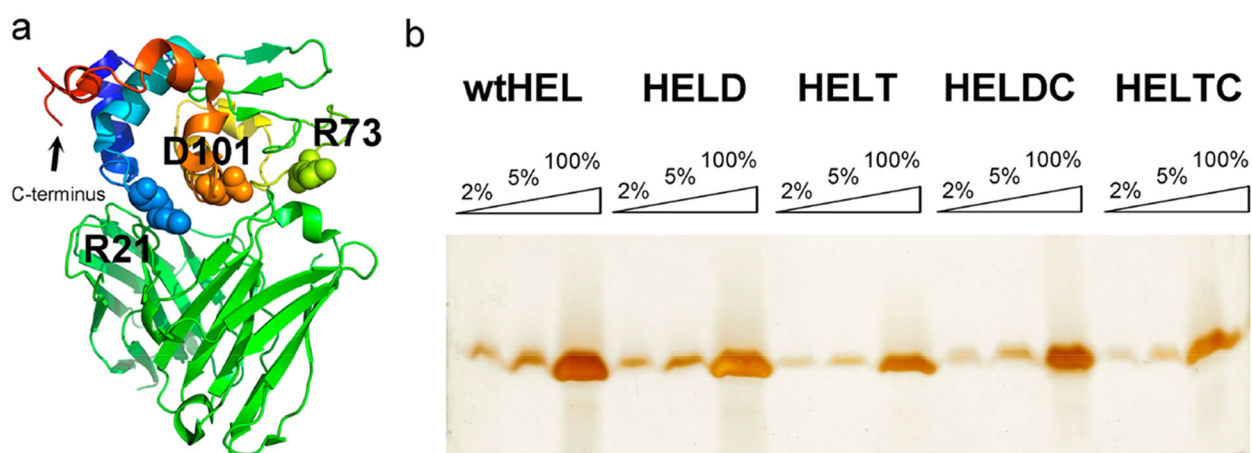 a
R73
D101
C-terminus
R21
b
wtHEL HELD HELT HELDC HELTC
2% 5% 100% 2% 5% 100% 2% 5% 100% 2% 5% 100% 2% 5% 100%